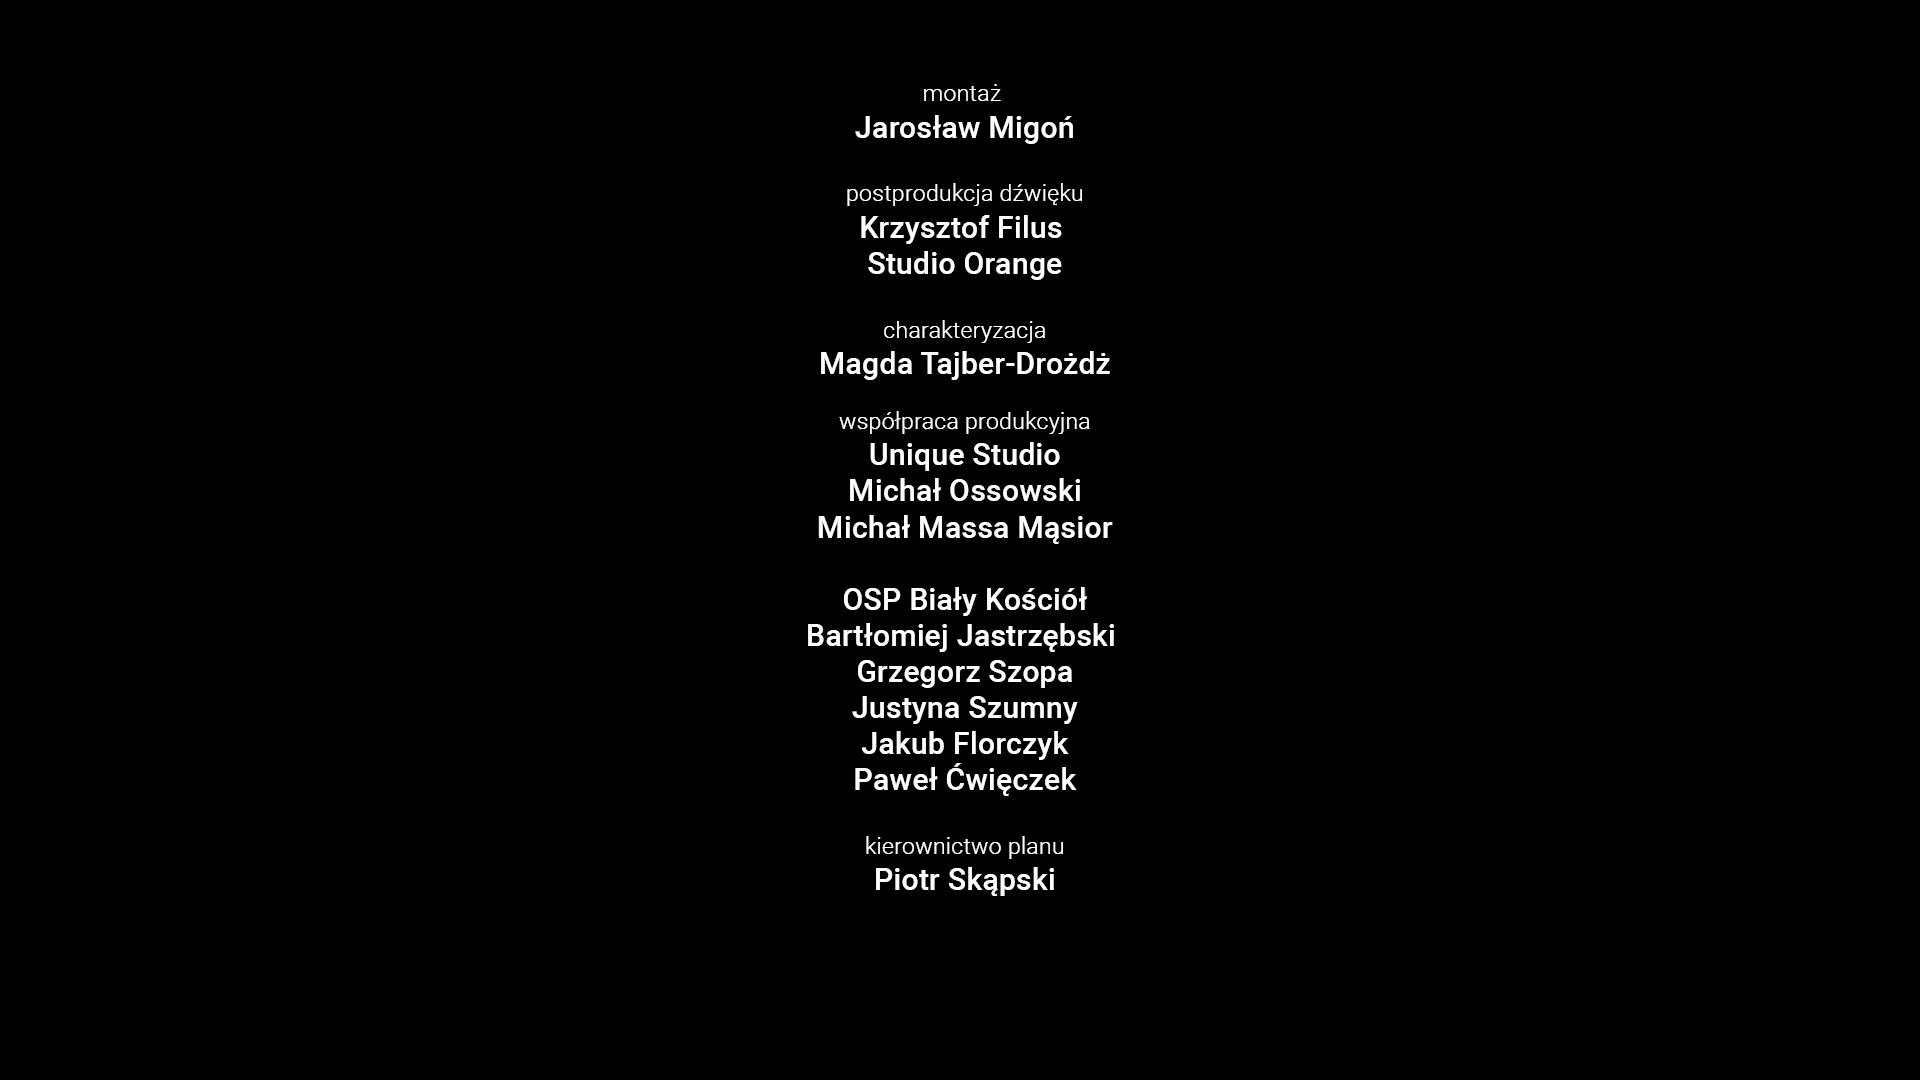 montaż
Jarosław Migoń
postprodukcja dźwięku
Krzysztof Filus
Studio Orange
charakteryzacja
Magda Tajber-Drożdż
współpraca produkcyjna
Unique Studio
Michał Ossowski
Michał Massa Mąsior
OSP Biały Kościół
Bartłomiej Jastrzębski
Grzegorz Szopa
Justyna Szumny
Jakub Florczyk
Paweł Ćwięczek
kierownictwo planu
Piotr Skąpski